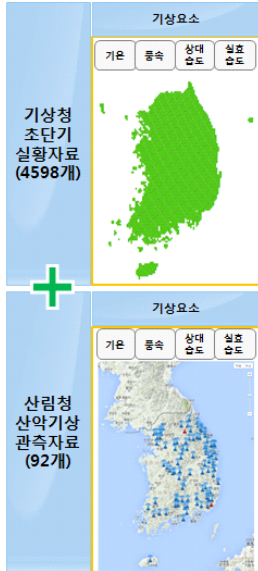 기상청
초단기
실황자료
(4598개)
기상요소
기온
풍속
상대
습도
실효
습도
산림청
산악기상
관측자료
(92개)
기상요소
기온
풍속
상대
습도
실효
습도